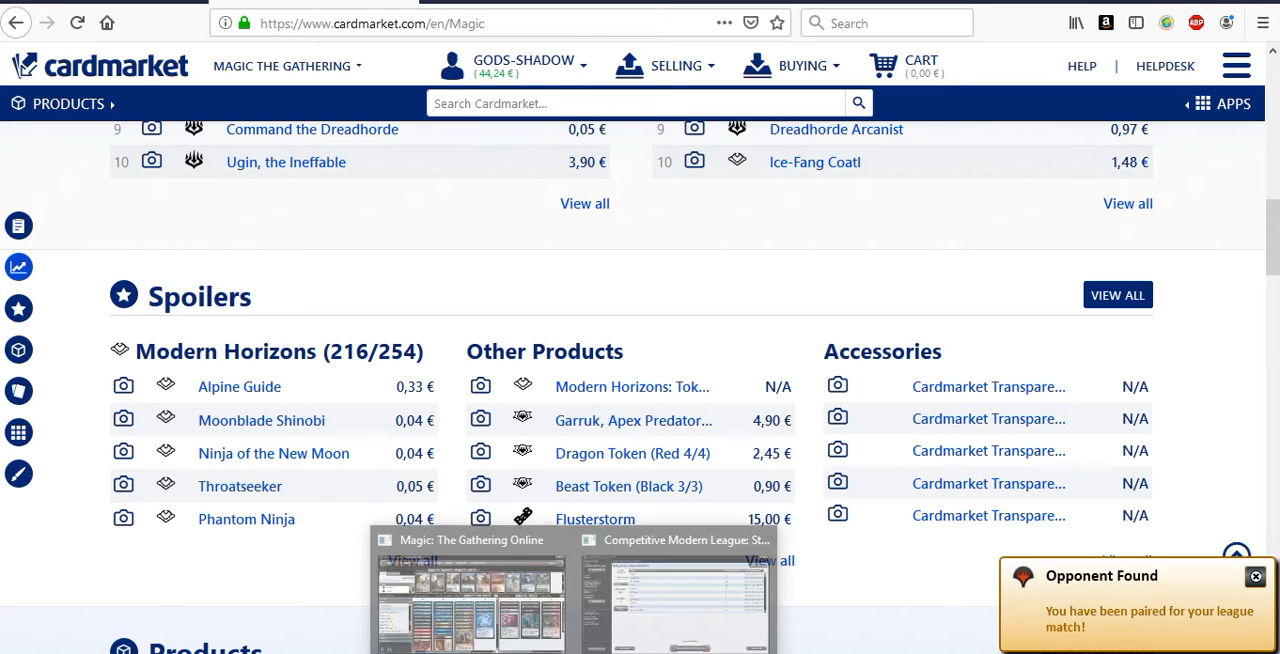 https://www.cardmarket.com/en/Magic
Search
cardmarket
MAGIC THE GATHERING
GODS-SHADOW
( 44,24 € )
SELLING
BUYING
CART
( 0,00 € )
HELP
|
HELPDESK
PRODUCTS
Search Cardmarket...
APPS
9 Command the Dreadhorde 0,05 €
9 Dreadhorde Arcanist 0,97 €
10 Ugin, the Ineffable 3,90 €
10 Ice-Fang Coatl 1,48 €
View all
View all
Spoilers
VIEW ALL
Modern Horizons (216/254)
Alpine Guide 0,33 €
Moonblade Shinobi 0,04 €
Ninja of the New Moon 0,04 €
Throatseeker 0,05 €
Phantom Ninja 0,04 €
View all
Other Products
Modern Horizons: Tok... N/A
Garruk, Apex Predator... 4,90 €
Dragon Token (Red 4/4) 2,45 €
Beast Token (Black 3/3) 0,90 €
Flusterstorm 15,00 €
View all
Accessories
Cardmarket Transpare... N/A
Cardmarket Transpare... N/A
Cardmarket Transpare... N/A
Cardmarket Transpare... N/A
Cardmarket Transpare... N/A
Magic: The Gathering Online
Competitive Modern League: St...
Opponent Found
You have been paired for your league
match!
Products